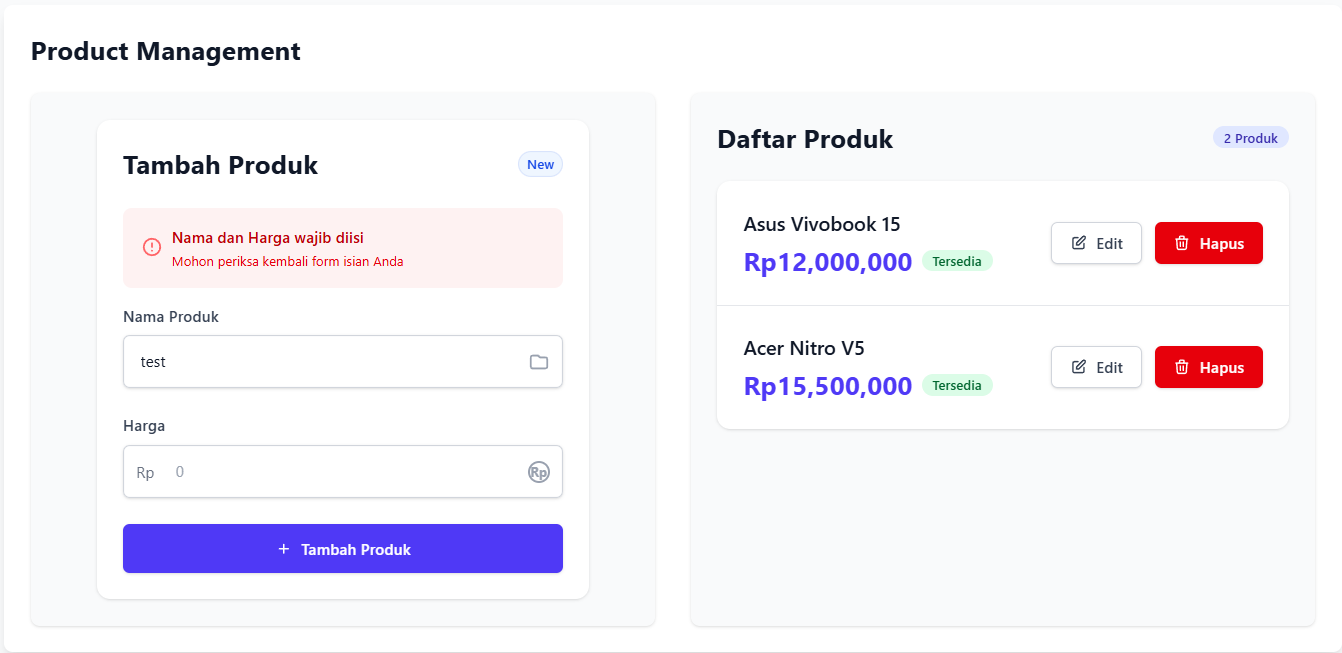 Product Management
Tambah Produk
New
Nama dan Harga wajib diisi
Mohon periksa kembali form isian Anda
Nama Produk
test
Harga
Rp 0
Rp
+ Tambah Produk
Daftar Produk
2 Produk
Asus Vivobook 15
Rp12,000,000 Tersedia
Edit
Hapus
Acer Nitro V5
Rp15,500,000 Tersedia
Edit
Hapus